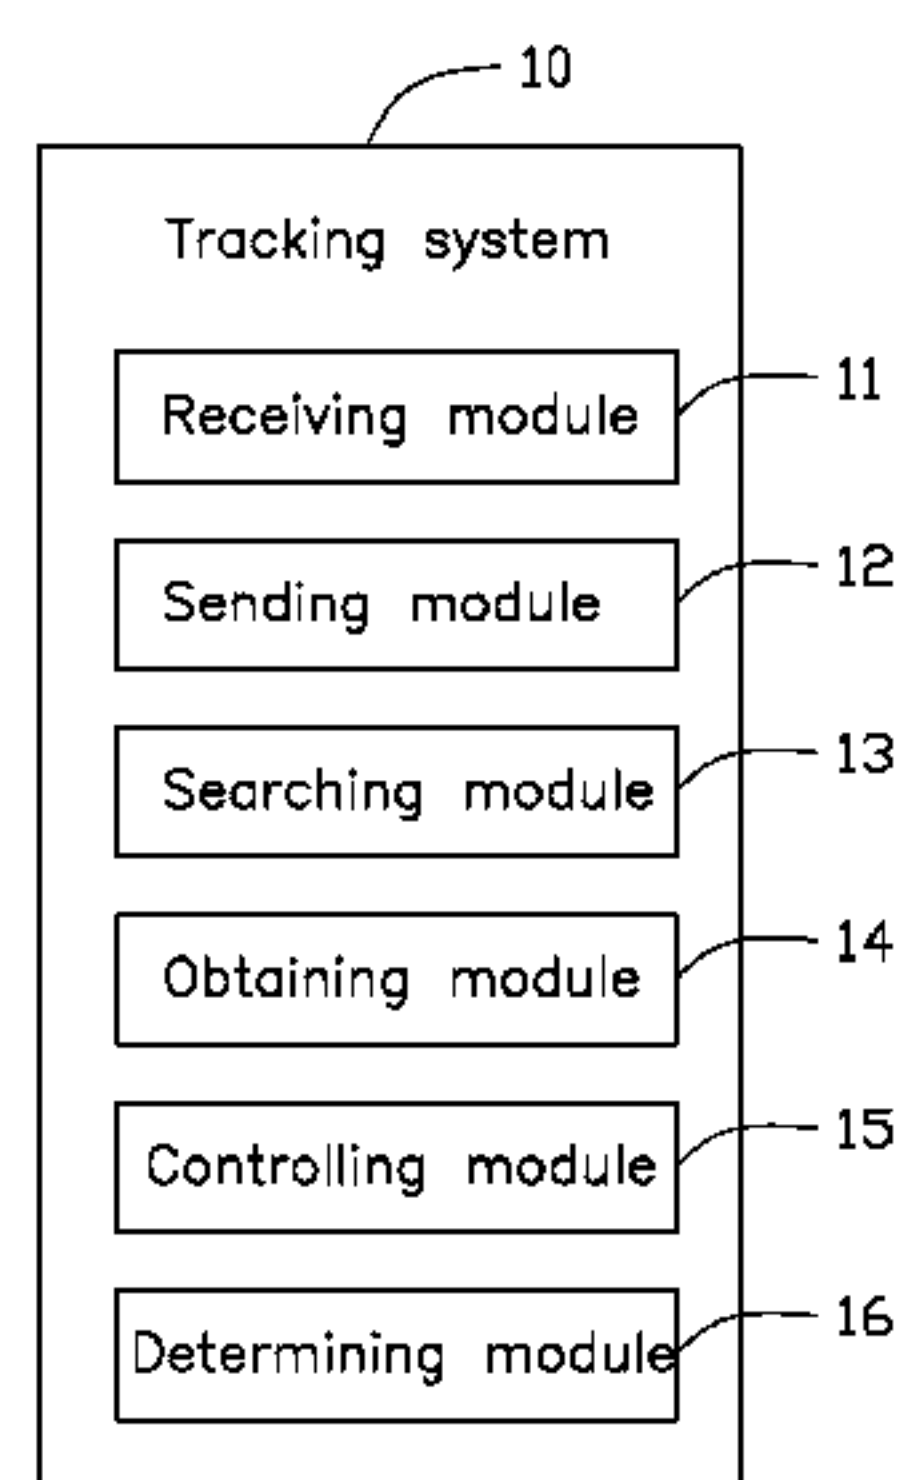 10
Tracking system
Receiving module 11
Sending module 12
Searching module 13
Obtaining module 14
Controlling module 15
Determining module 16